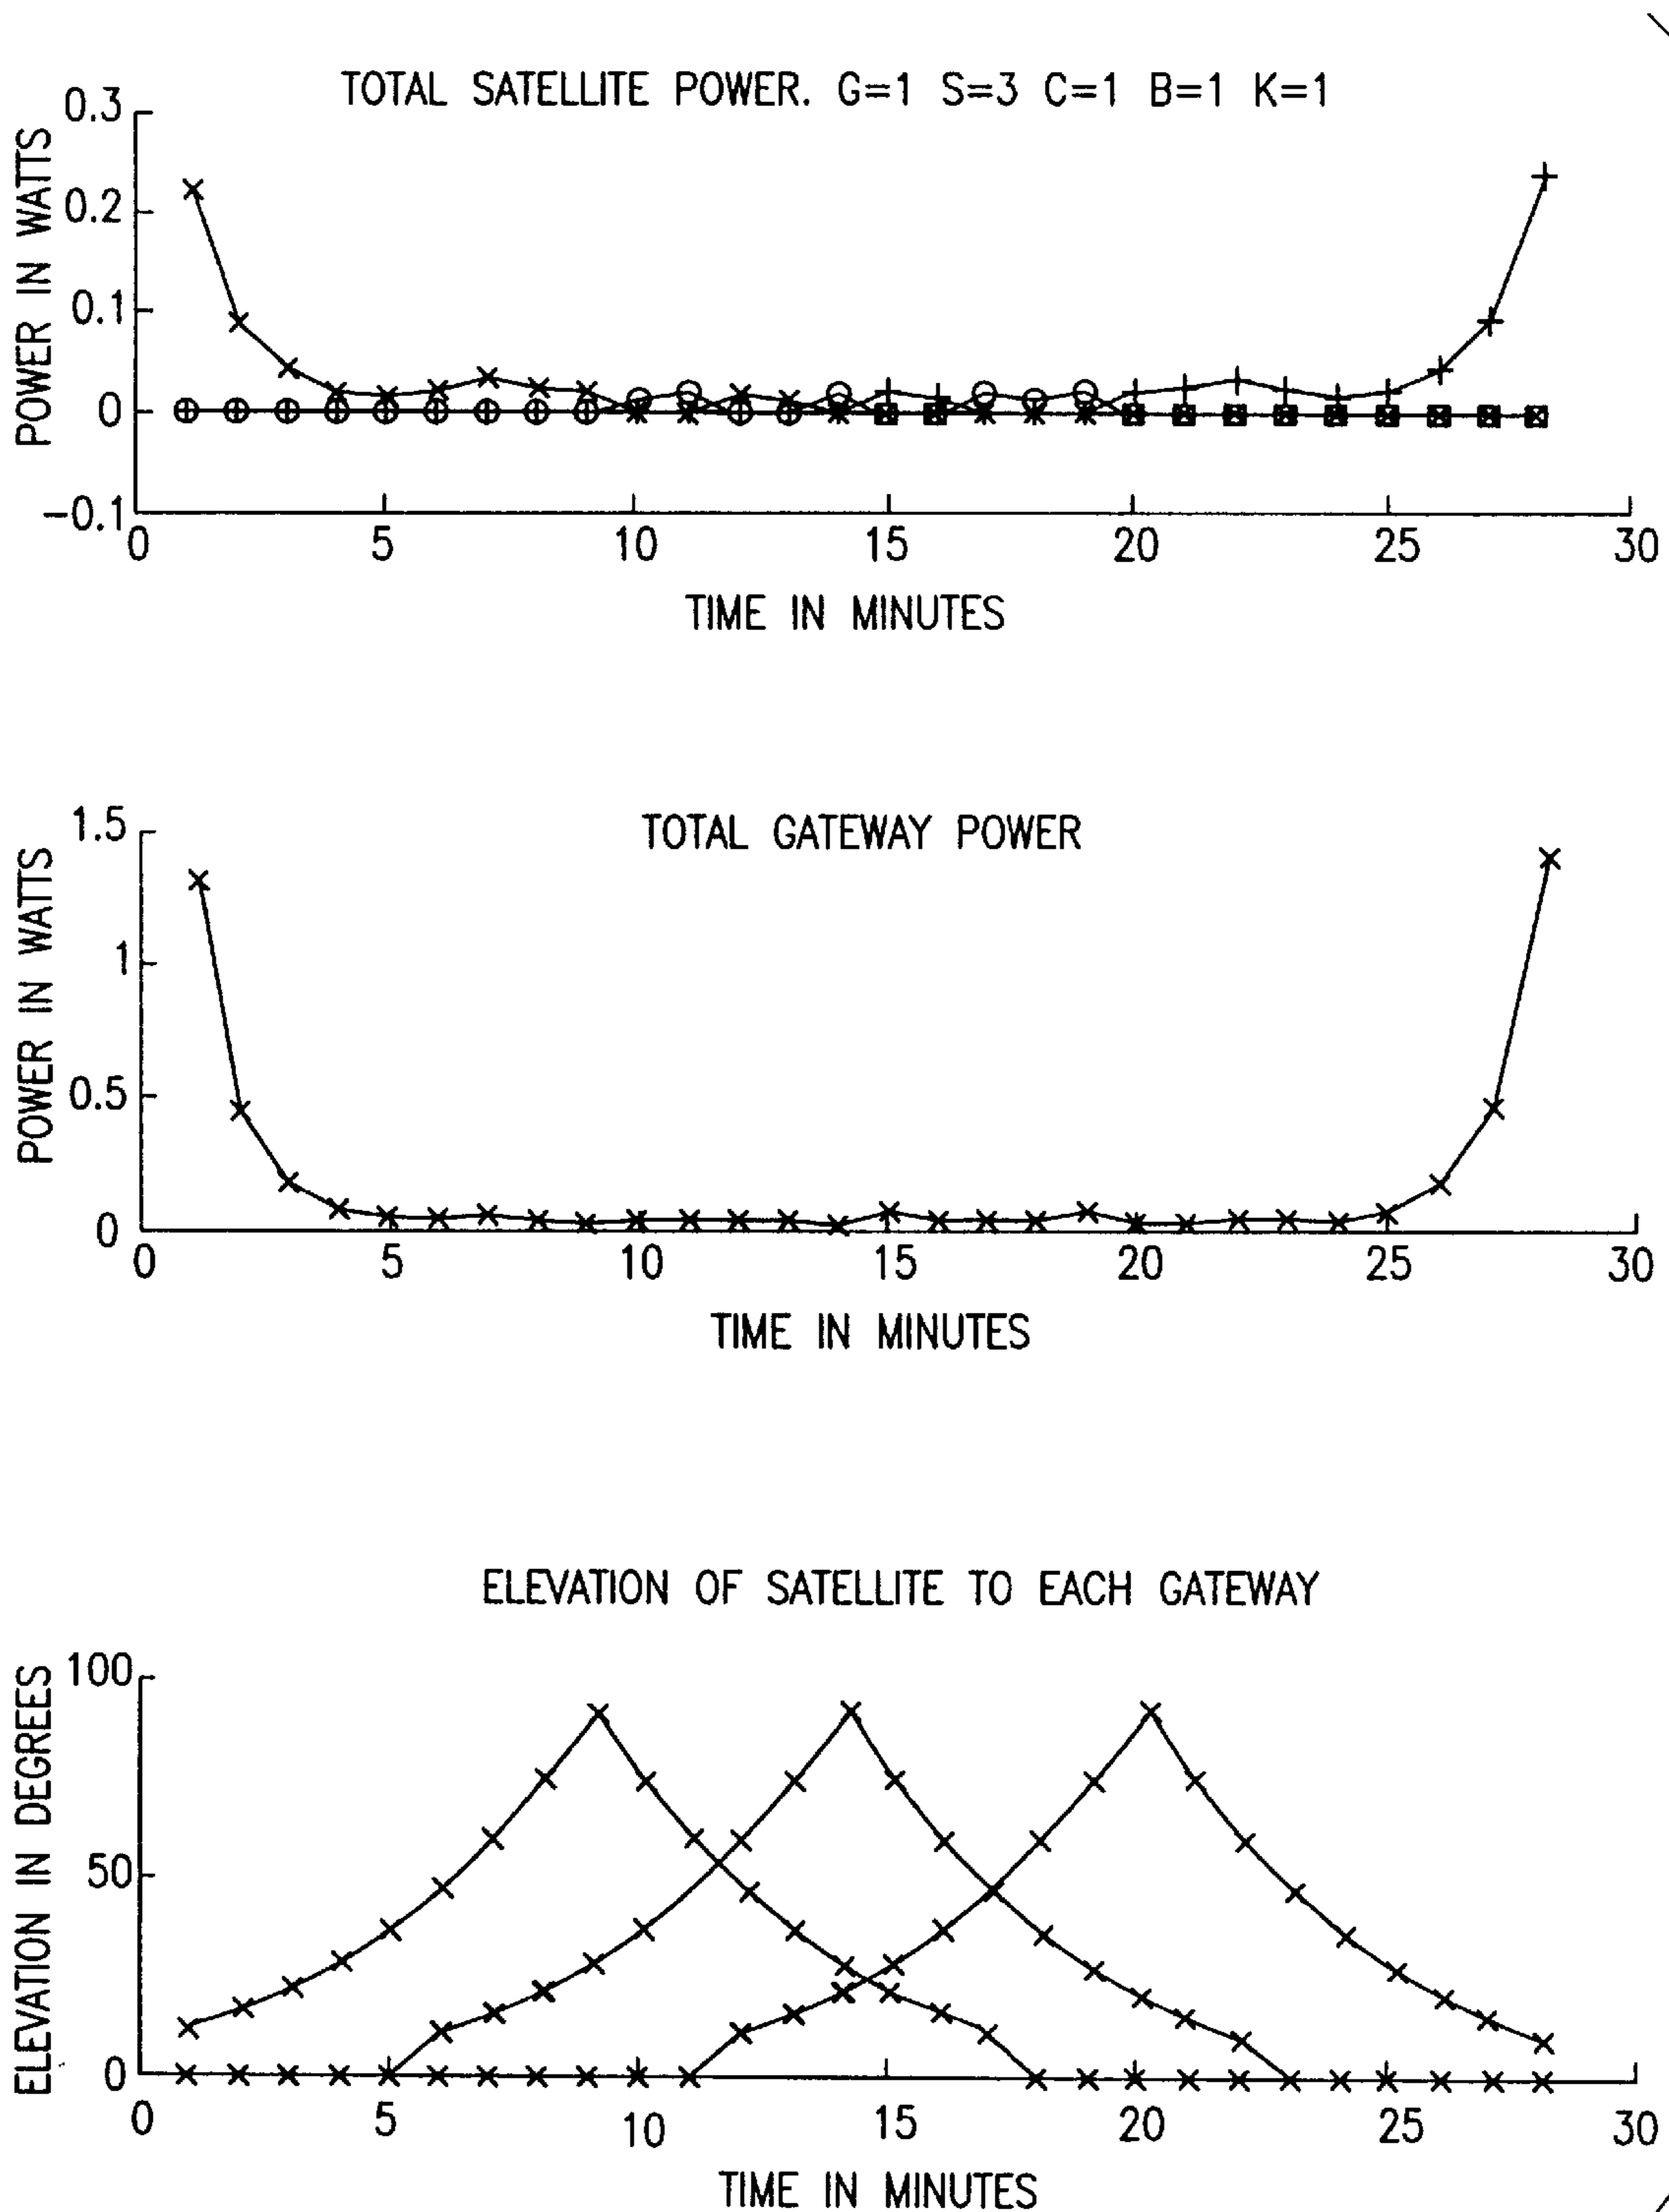 TOTAL SATELLITE POWER. G=1 S=3 C=1 B=1 K=1
POWER IN WATTS
0.3
0.2
0.1
0
-0.1
0 5 10 15 20 25 30
TIME IN MINUTES
TOTAL GATEWAY POWER
POWER IN WATTS
1.5
1
0.5
0
0 5 10 15 20 25 30
TIME IN MINUTES
ELEVATION OF SATELLITE TO EACH GATEWAY
ELEVATION IN DEGREES
100
50
0
0 5 10 15 20 25 30
TIME IN MINUTES